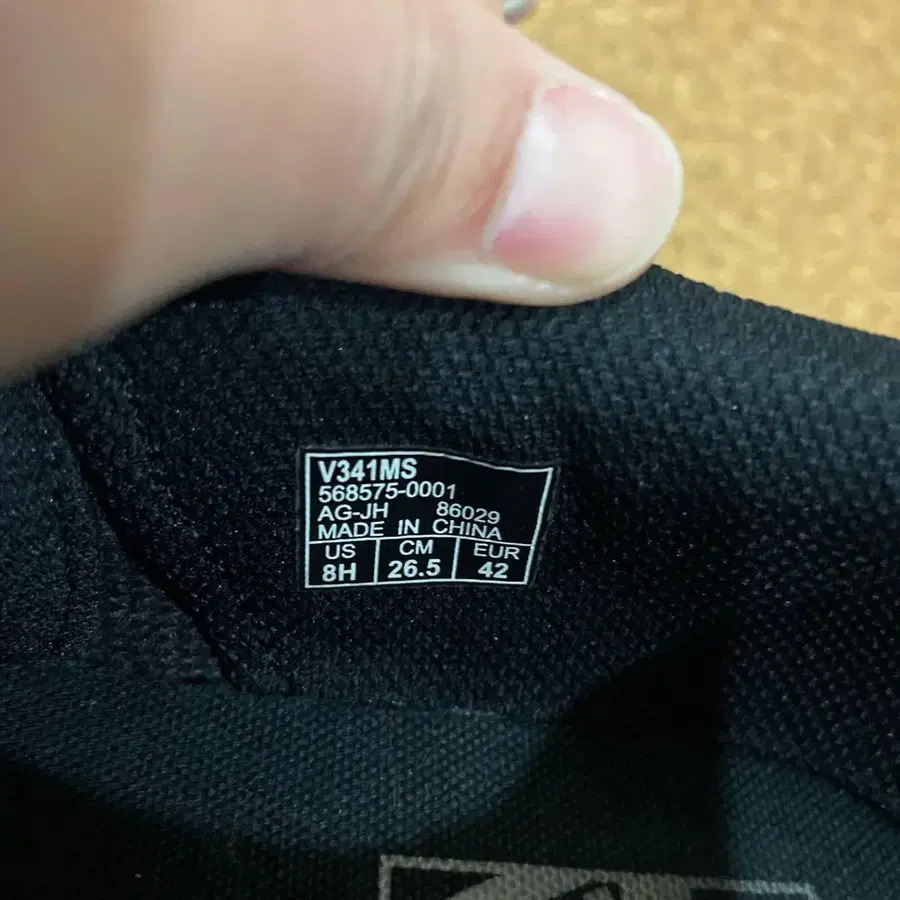 V341MS
568575-0001
AG-JH 86029
MADE IN CHINA
US CM EUR
8H 26.5 42